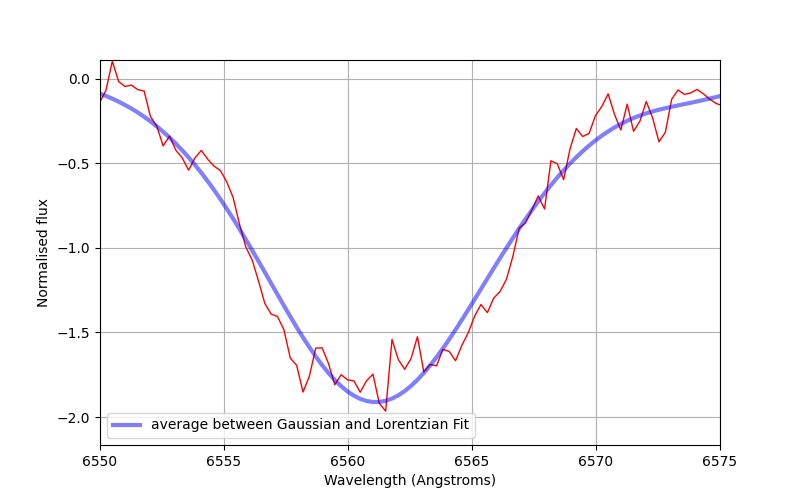 0.0
−0.5
−1.0
−1.5
−2.0
Normalised flux
average between Gaussian and Lorentzian Fit
6550 6555 6560 6565 6570 6575
Wavelength (Angstroms)